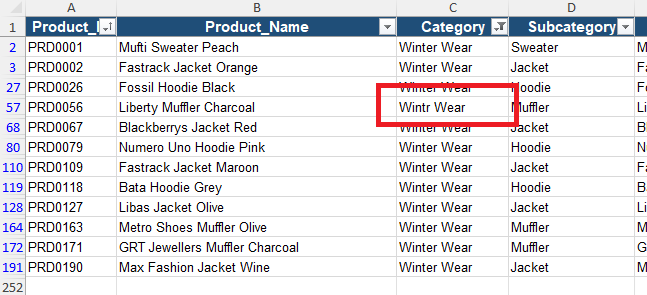 A B C D
1 Product_ Product_Name Category Subcategory
2 PRD0001 Mufti Sweater Peach Winter Wear Sweater M
3 PRD0002 Fastrack Jacket Orange Winter Wear Jacket Fa
27 PRD0026 Fossil Hoodie Black Winter Wear Hoodie Fo
57 PRD0056 Liberty Muffler Charcoal Wintr Wear Muffler Li
68 PRD0067 Blackberrys Jacket Red Winter Wear Jacket Bl
80 PRD0079 Numero Uno Hoodie Pink Winter Wear Hoodie N
110 PRD0109 Fastrack Jacket Maroon Winter Wear Jacket Fa
119 PRD0118 Bata Hoodie Grey Winter Wear Hoodie Ba
128 PRD0127 Libas Jacket Olive Winter Wear Jacket Li
164 PRD0163 Metro Shoes Muffler Olive Winter Wear Muffler M
172 PRD0171 GRT Jewellers Muffler Charcoal Winter Wear Muffler G
191 PRD0190 Max Fashion Jacket Wine Winter Wear Jacket M
252